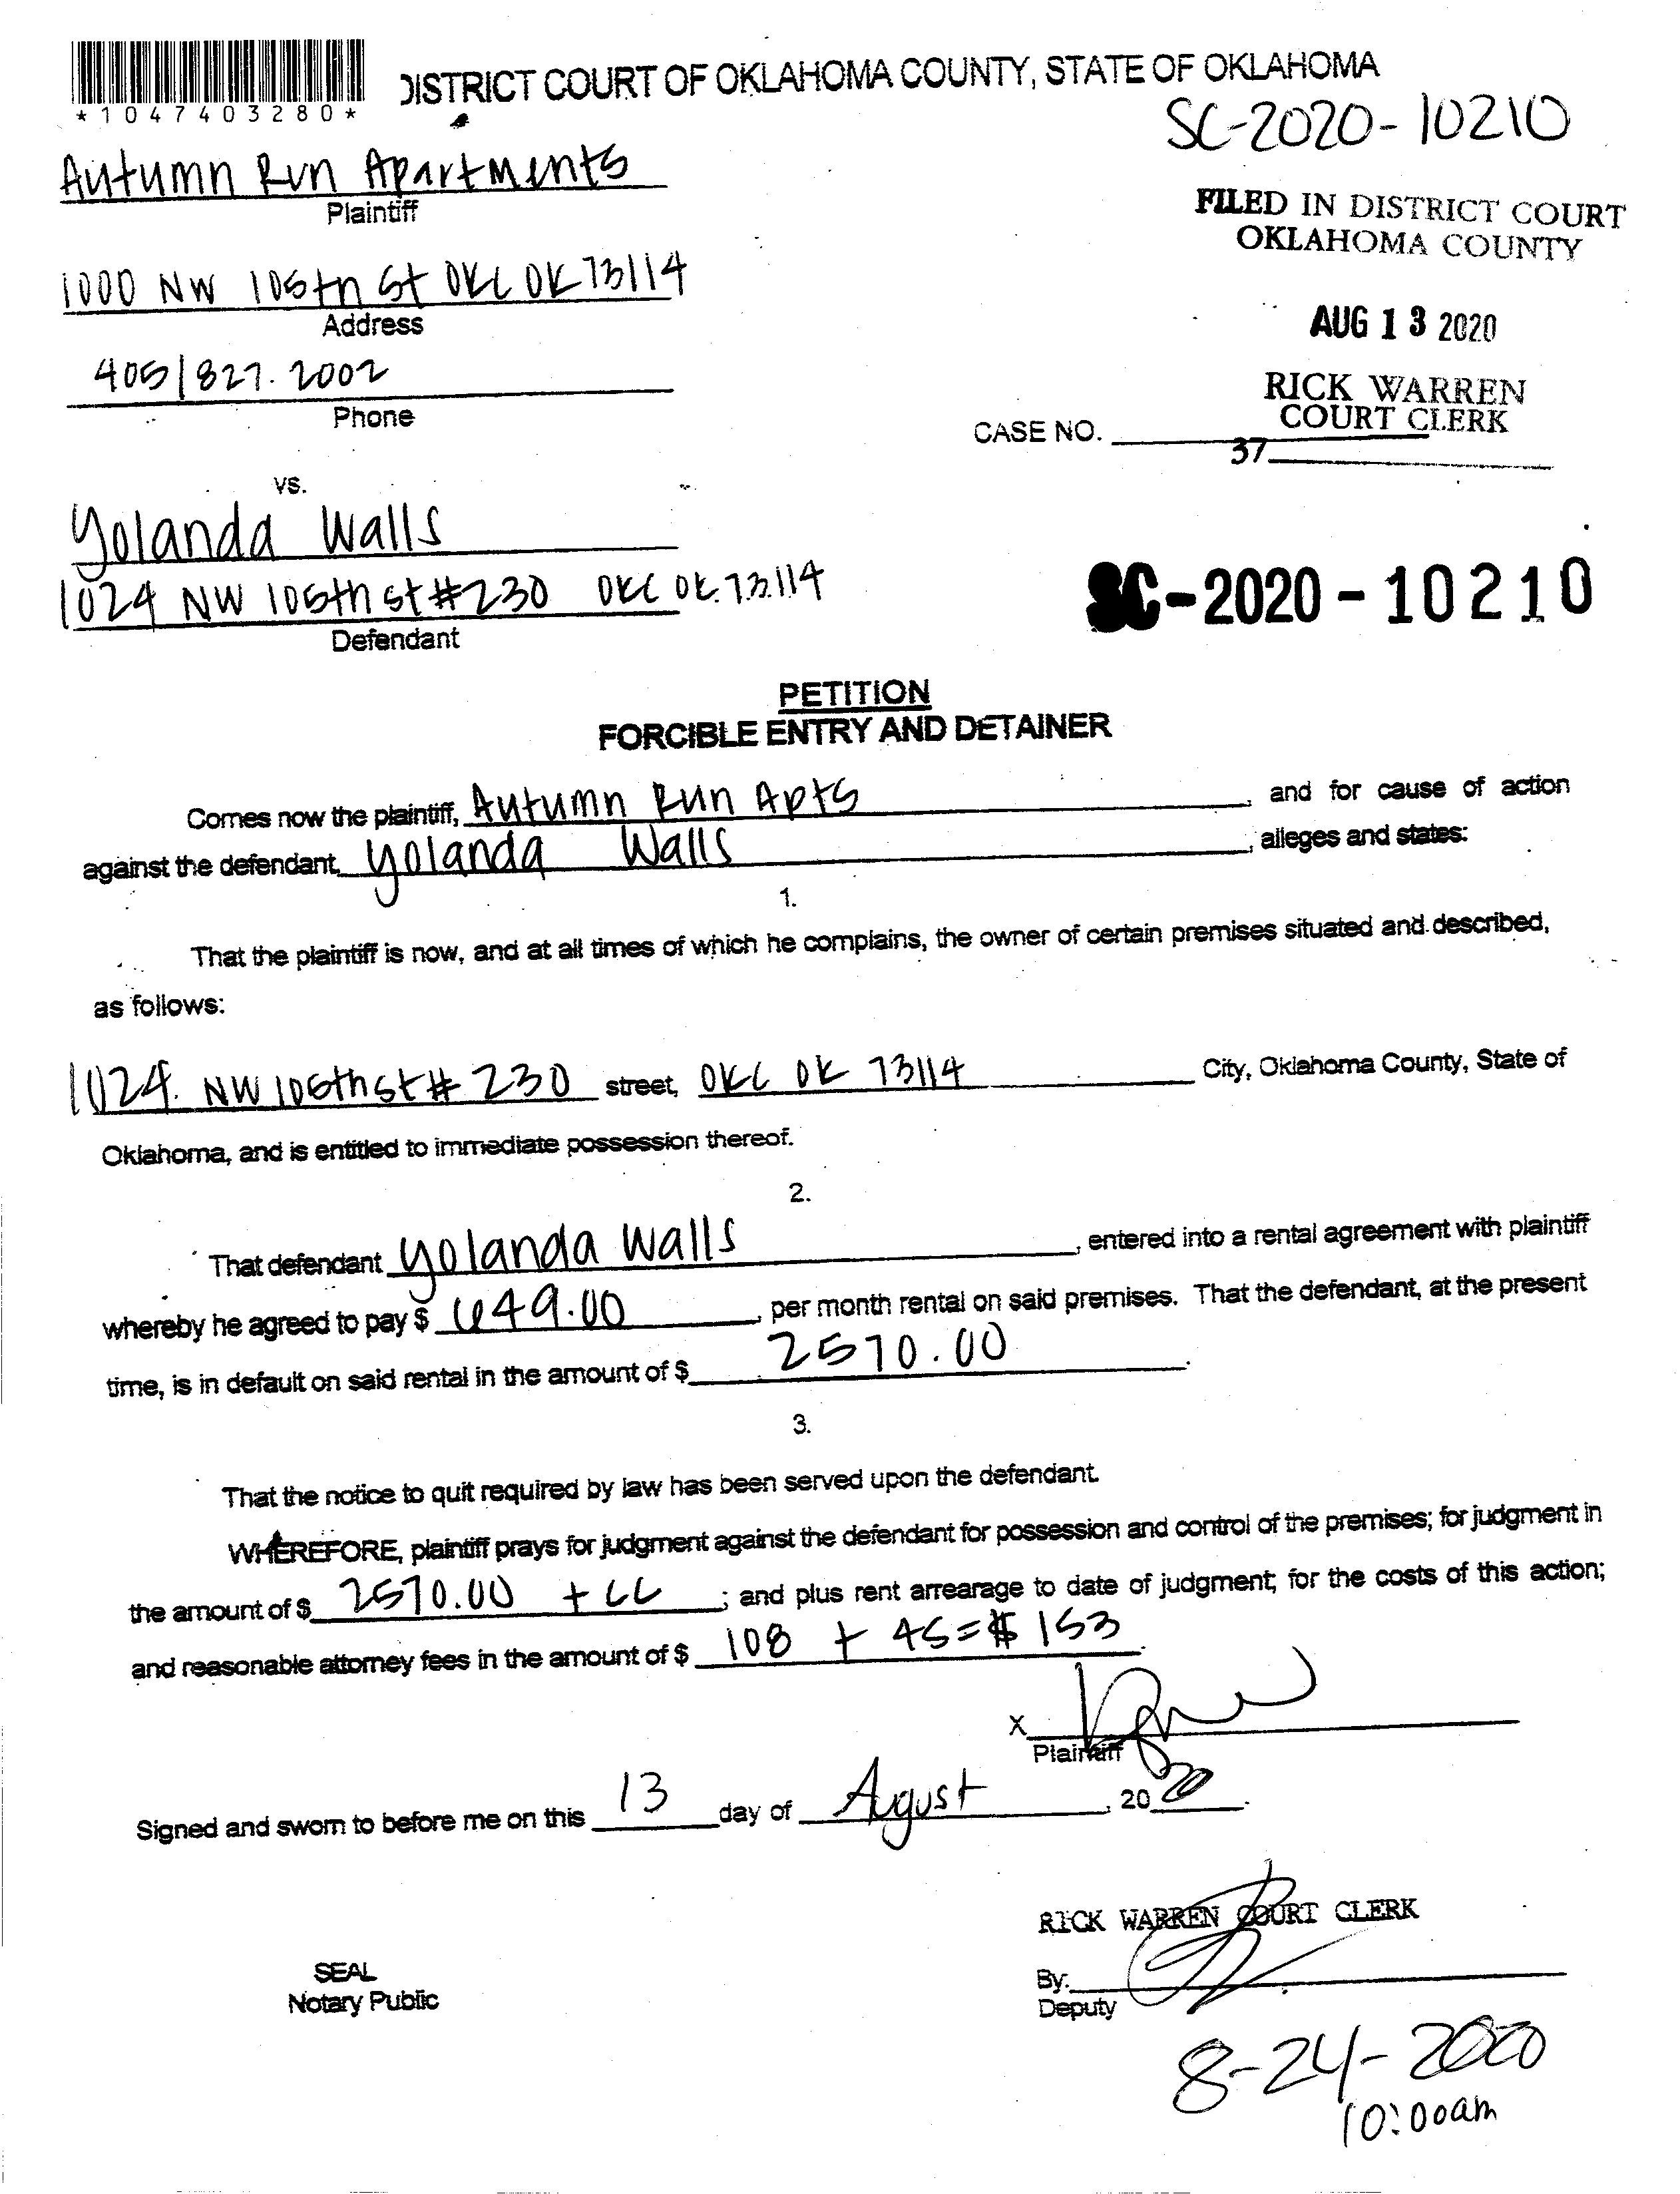 *1047403280*
DISTRICT COURT OF OKLAHOMA COUNTY, STATE OF OKLAHOMA
SC-2020-10210
Autumn Run Apartments
Plaintiff
FILED IN DISTRICT COURT
OKLAHOMA COUNTY
1000 NW 105th St OKC OK 73114
Address
AUG 13 2020
405|827.2002
Phone
RICK WARREN
COURT CLERK
CASE NO.
37
vs.
Yolanda Walls
1024 NW 105th st #230 OKC OK. 73114
Defendant
SC-2020-10210
PETITION
FORCIBLE ENTRY AND DETAINER
Comes now the plaintiff, Autumn Run Apts, and for cause of action
against the defendant, Yolanda Walls, alleges and states:
1.
That the plaintiff is now, and at all times of which he complains, the owner of certain premises situated and described,
as follows:
1024. NW 105th st # 230 street, OKC OK 73114 City, Oklahoma County, State of
Oklahoma, and is entitled to immediate possession thereof.
2.
That defendant Yolanda Walls, entered into a rental agreement with plaintiff
whereby he agreed to pay $ 649.00, per month rental on said premises. That the defendant, at the present
time, is in default on said rental in the amount of $ 2570.00.
3.
That the notice to quit required by law has been served upon the defendant.
WHEREFORE, plaintiff prays for judgment against the defendant for possession and control of the premises; for judgment in
the amount of $ 2570.00 + CC; and plus rent arrearage to date of judgment; for the costs of this action;
and reasonable attorney fees in the amount of $ 108 + 45=$ 153.
X
Plaintiff
Signed and sworn to before me on this 13 day of Agust, 2020.
RICK WARREN COURT CLERK
SEAL
Notary Public
By:
Deputy
8-24-2020
10:00am